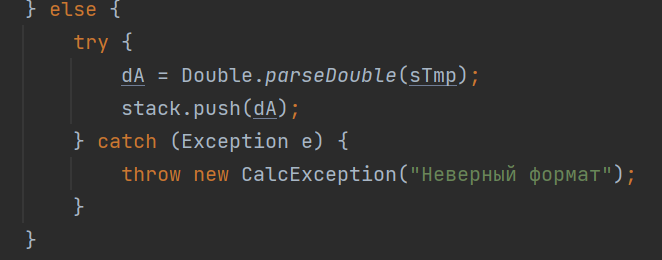 } else {
try {
dA = Double.parseDouble(sTmp);
stack.push(dA);
} catch (Exception e) {
throw new CalcException("Неверный формат");
}
}